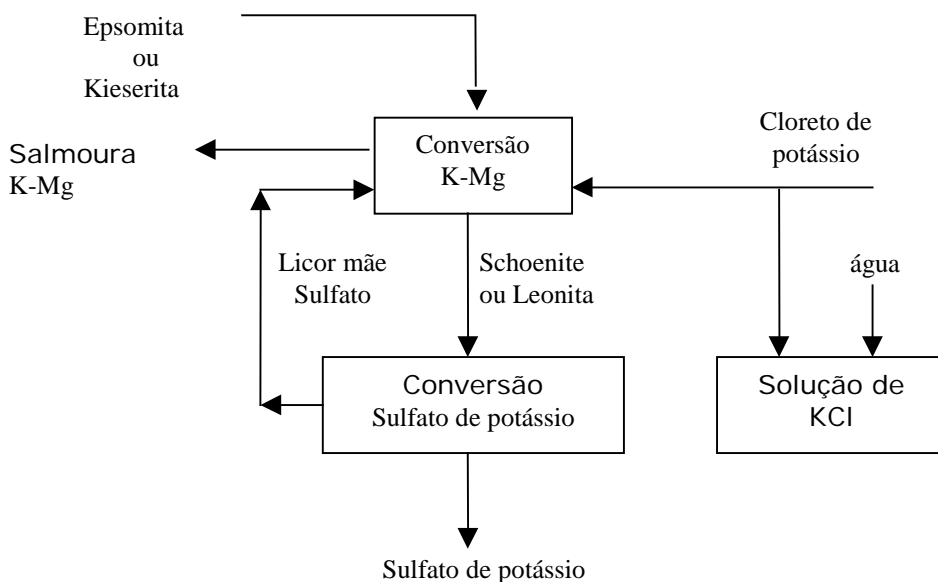 Epsomita
ou
Kieserita
Conversão
K-Mg
Cloreto de
potássio
Salmoura
K-Mg
Licor mãe
Sulfato
Schoenite
ou Leonita
água
Conversão
Sulfato de potássio
Solução de
KCl
Sulfato de potássio